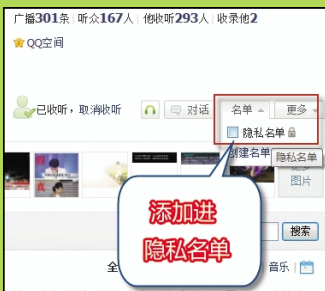 广播301条 听众167人 他收听293人 收录他2
QQ空间
已收听，取消收听 对话 名单 更多
隐私名单
创建名单 隐私名单
图片
添加进
隐私名单
搜索
全 音乐